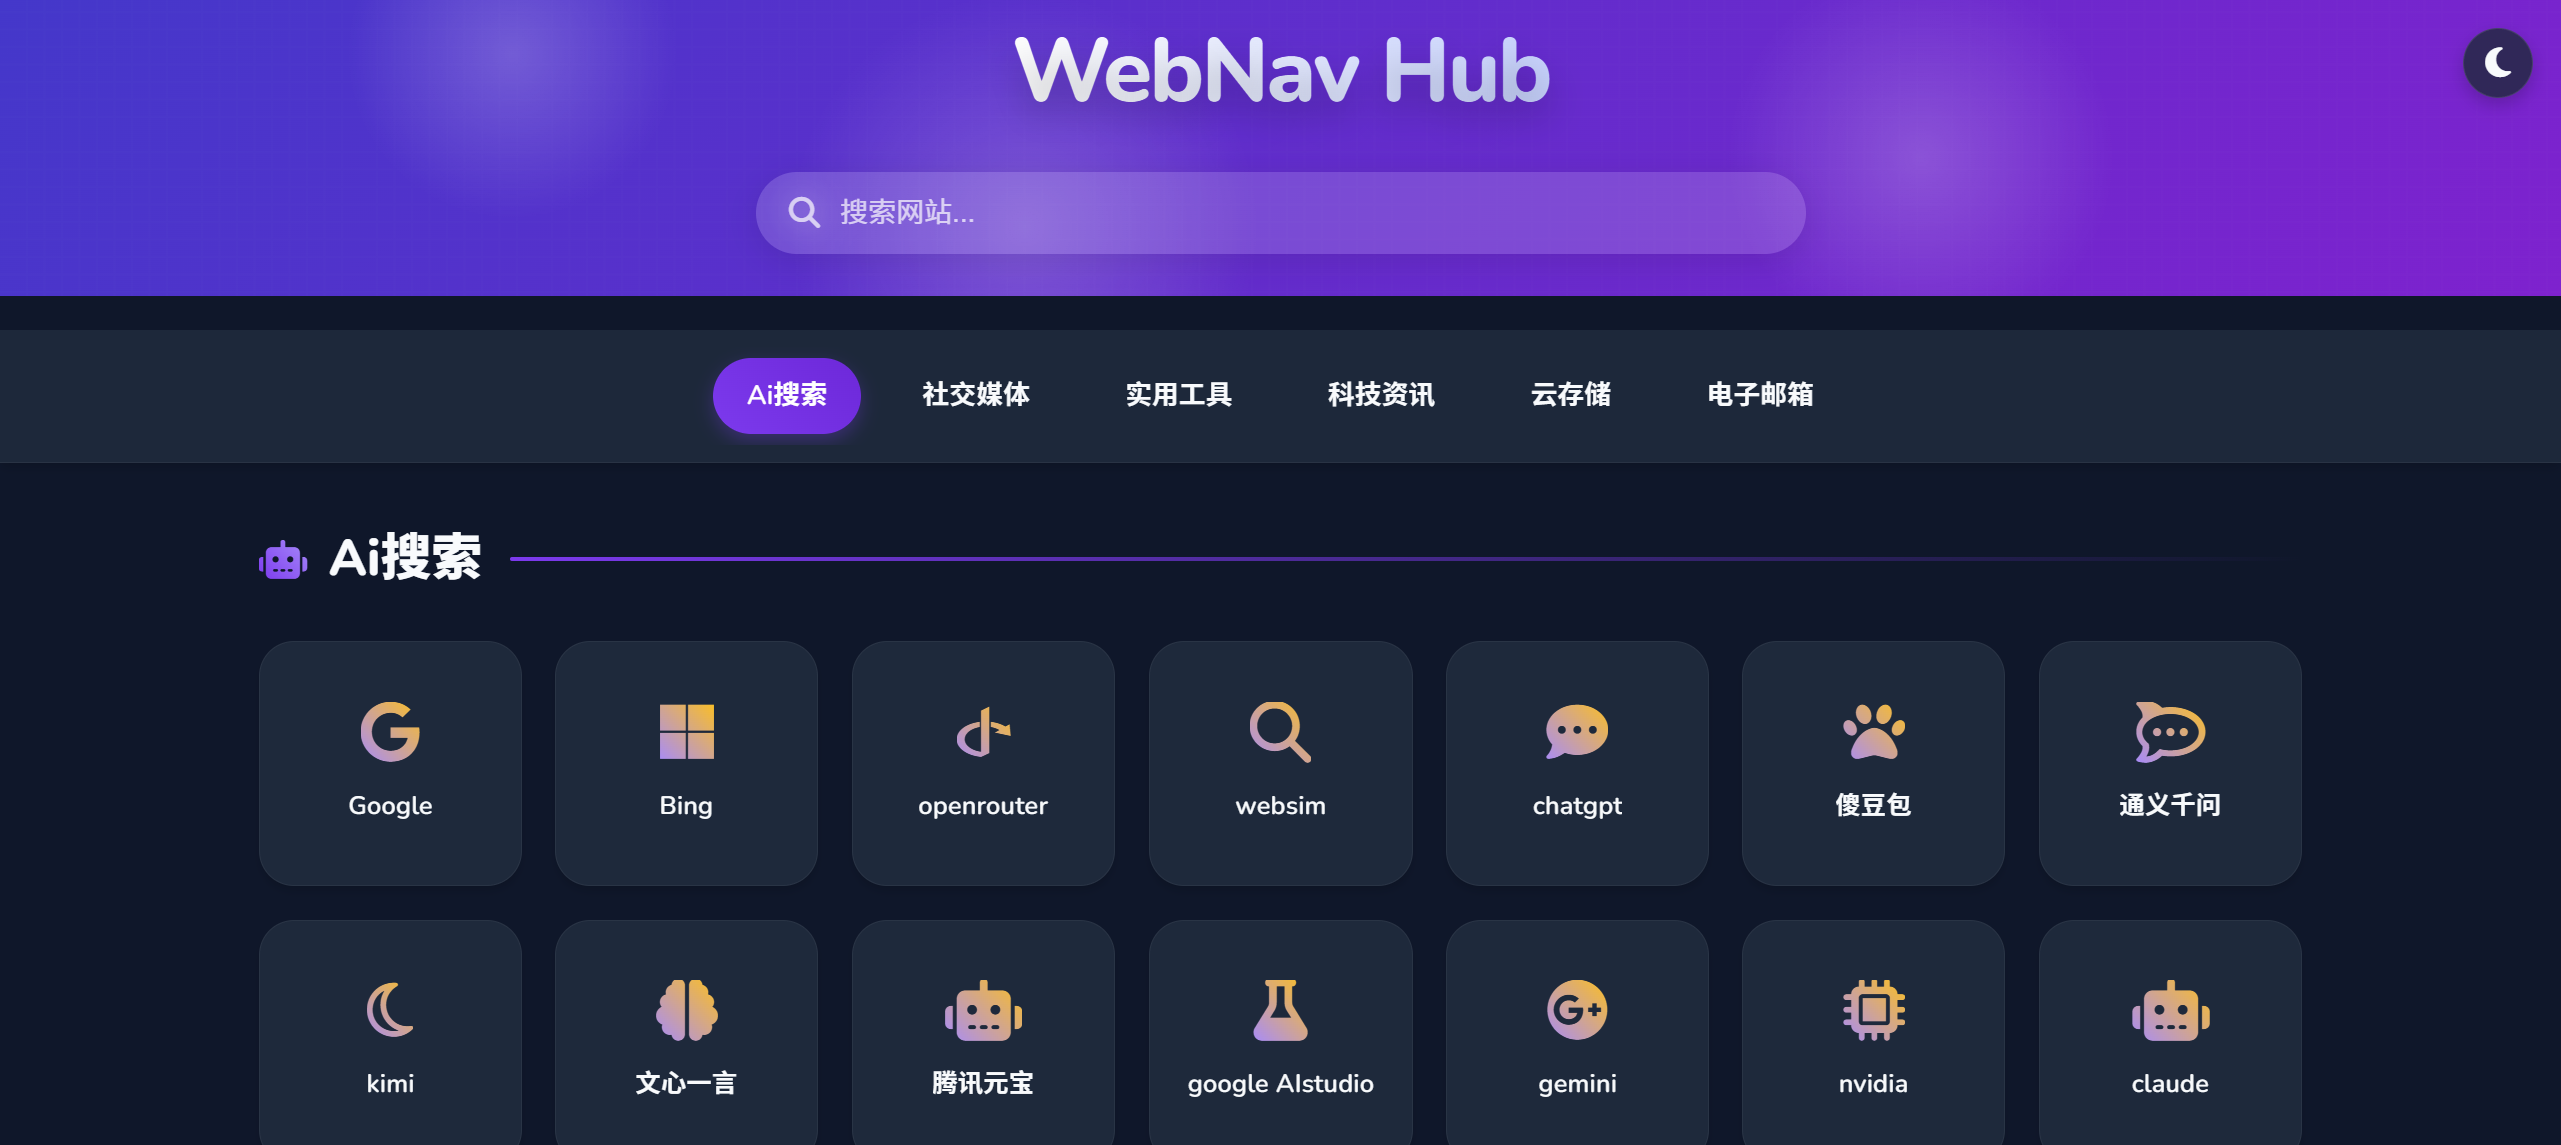 WebNav Hub
搜索网站...
Ai搜索
社交媒体
实用工具
科技资讯
云存储
电子邮箱
Ai搜索
Google
Bing
openrouter
websim
chatgpt
傻豆包
通义千问
kimi
文心一言
腾讯元宝
google AIstudio
gemini
nvidia
claude